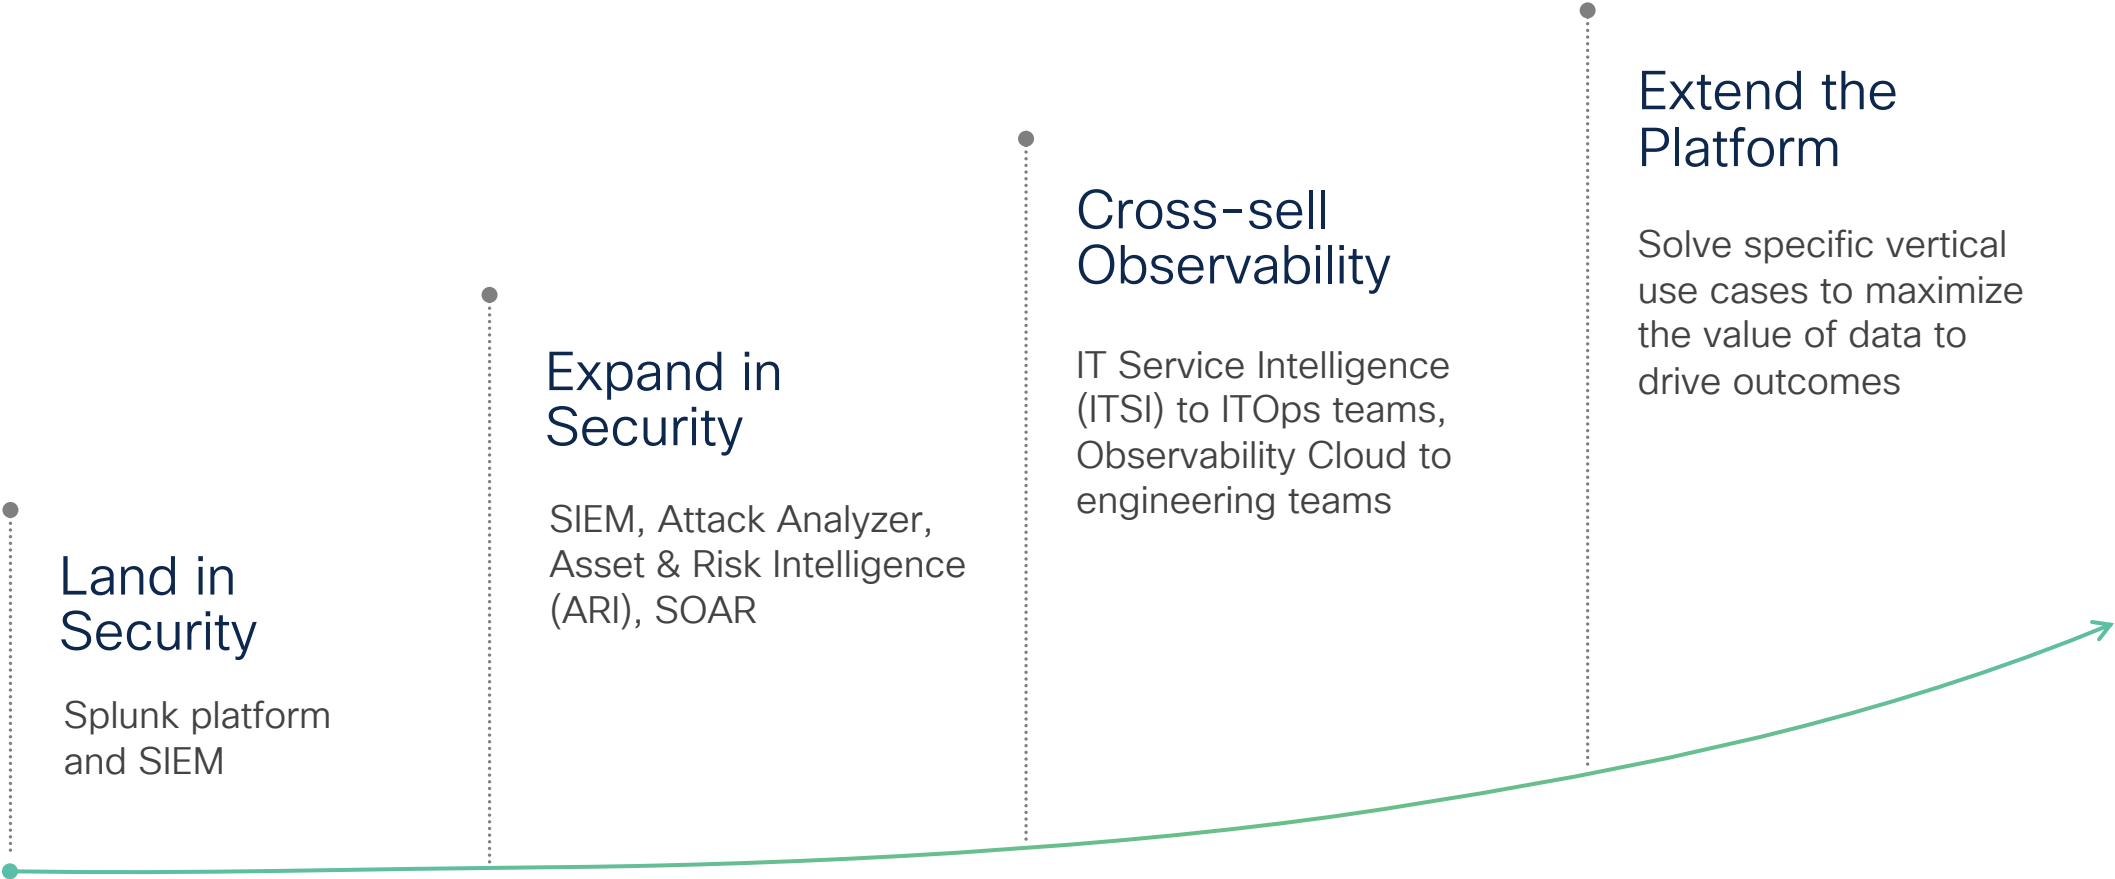 Land in
Security
Splunk platform
and SIEM
Expand in
Security
SIEM, Attack Analyzer,
Asset & Risk Intelligence
(ARI), SOAR
Cross-sell
Observability
IT Service Intelligence
(ITSI) to ITOps teams,
Observability Cloud to
engineering teams
Extend the
Platform
Solve specific vertical
use cases to maximize
the value of data to
drive outcomes